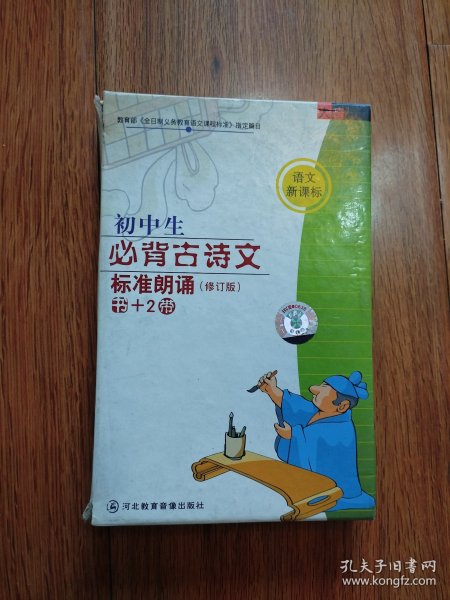 教育部《全日制义务教育语文课程标准》指定篇目
语文
新课标
初中生
必背古诗文
标准朗诵(修订版)
书+2带
河北教育音像出版社
孔夫子旧书网
www.kongfz.com